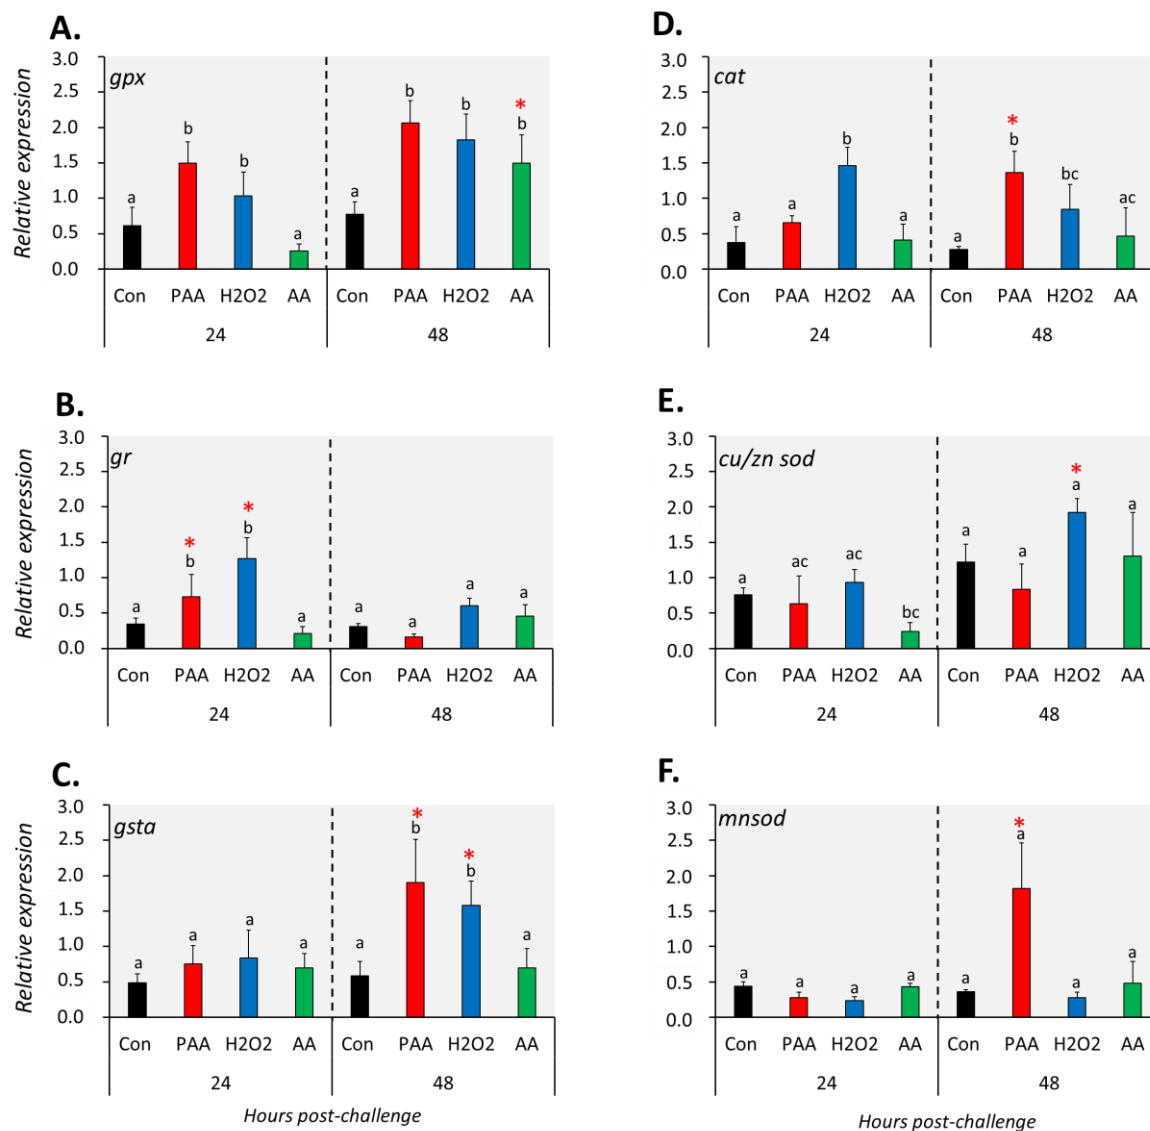 A.
3.0
gpx
2.5
2.0
1.5
1.0
0.5
0.0
Relative expression
a b b a a b b * b
Con PAA H2O2 AA Con PAA H2O2 AA
24 48
D.
3.0
cat
2.5
2.0
1.5
1.0
0.5
0.0
a a b a a * b bc ac
Con PAA H2O2 AA Con PAA H2O2 AA
24 48
B.
3.0
gr
2.5
2.0
1.5
1.0
0.5
0.0
Relative expression
a * b * b a a a a a
Con PAA H2O2 AA Con PAA H2O2 AA
24 48
E.
3.0
cu/zn sod
2.5
2.0
1.5
1.0
0.5
0.0
a ac ac bc a a * a a
Con PAA H2O2 AA Con PAA H2O2 AA
24 48
C.
3.0
gsta
2.5
2.0
1.5
1.0
0.5
0.0
Relative expression
a a a a a * b * b a
Con PAA H2O2 AA Con PAA H2O2 AA
24 48
Hours post-challenge
F.
3.0
mnsod
2.5
2.0
1.5
1.0
0.5
0.0
a a a a a * a a a
Con PAA H2O2 AA Con PAA H2O2 AA
24 48
Hours post-challenge